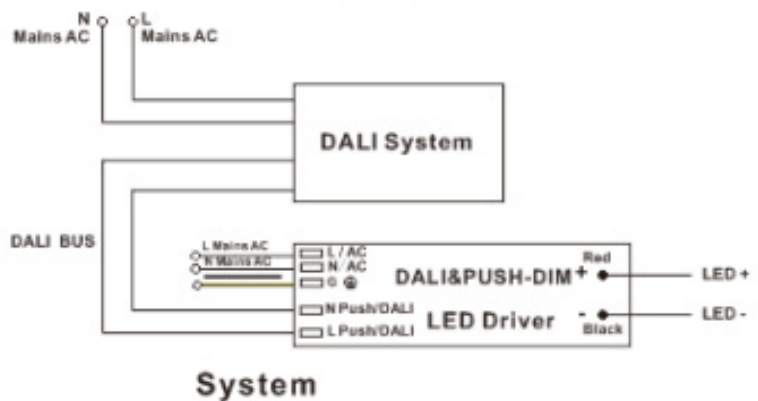 N
Mains AC
L
Mains AC
DALI System
DALI BUS
L Mains AC
N Mains AC
L / AC
N/AC
G
N Push/DALI
L Push/DALI
DALI&PUSH-DIM
LED Driver
Red
+
-
Black
LED +
LED -
System